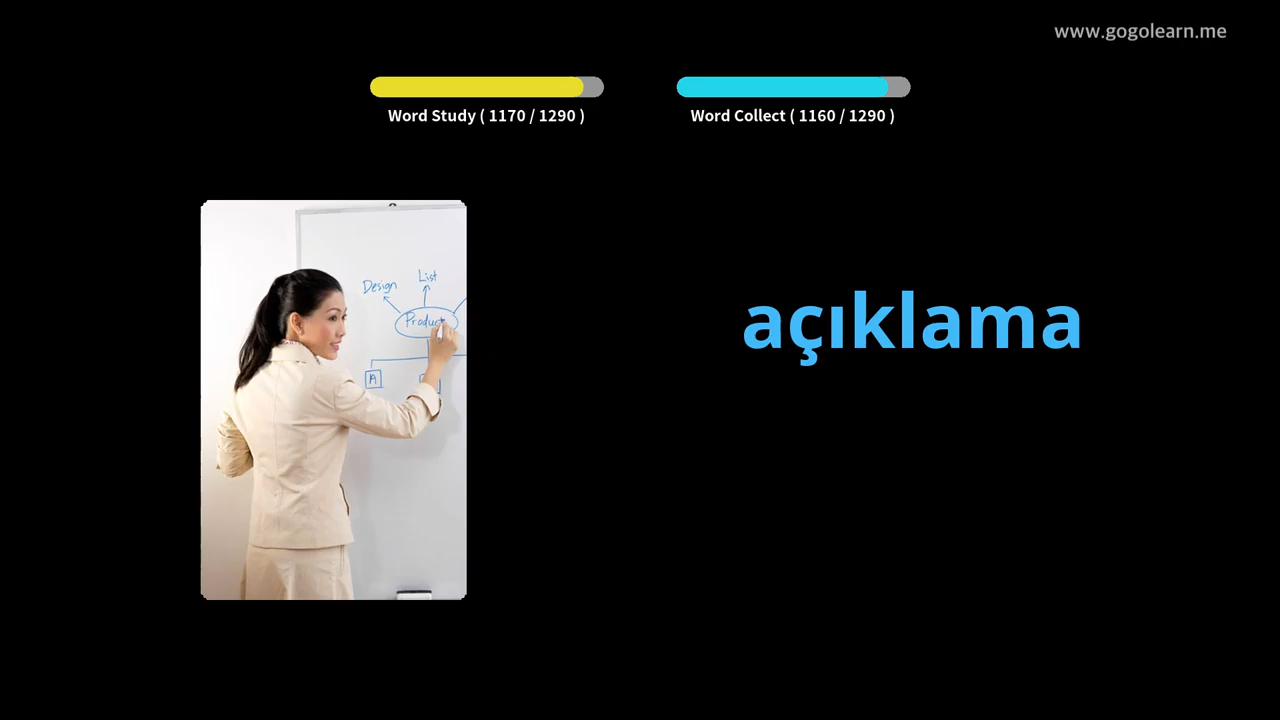 www.gogolearn.me
Word Study ( 1170 / 1290 )
Word Collect ( 1160 / 1290 )
List
Design
Product
açıklama
A